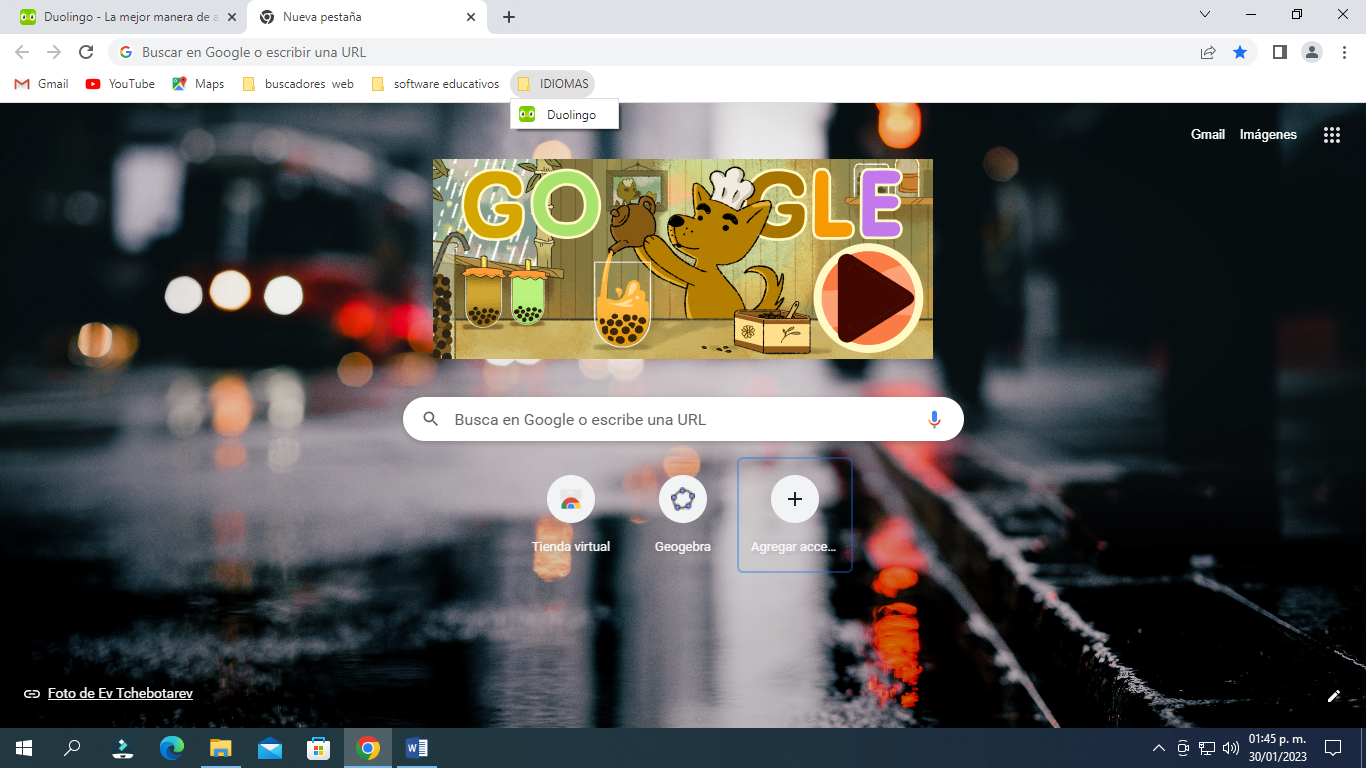 Duolingo - La mejor manera de a
Nueva pestaña
Buscar en Google o escribir una URL
Gmail
YouTube
Maps
buscadores web
software educativos
IDIOMAS
Duolingo
Gmail
Imágenes
GOOGLE
Busca en Google o escribe una URL
Tienda virtual
Geogebra
Agregar acce...
Foto de Ev Tchebotarev
01:45 p. m.
30/01/2023